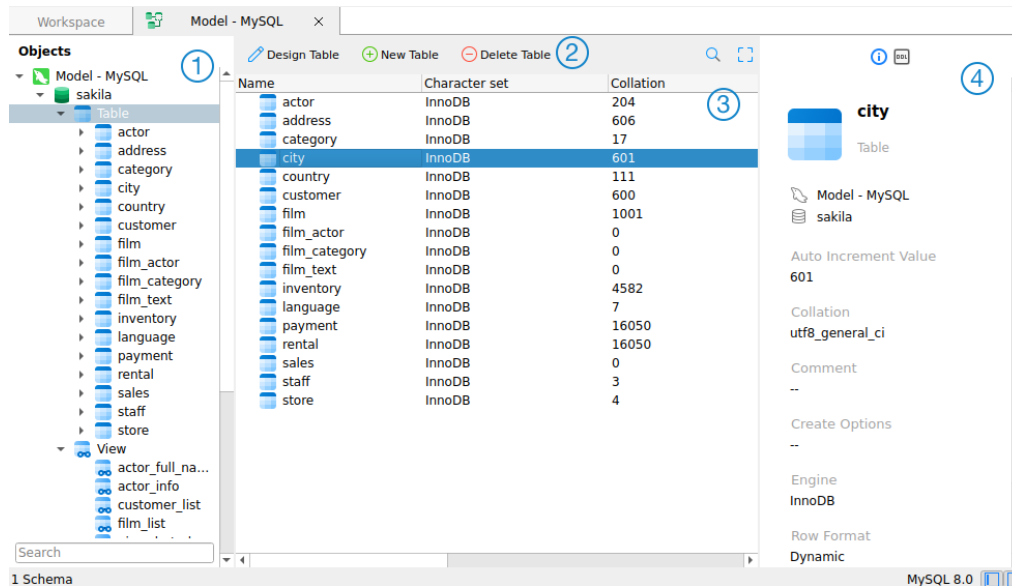 Workspace
Model - MySQL
Objects
1
Model - MySQL
sakila
Table
actor
address
category
city
country
customer
film
film_actor
film_category
film_text
inventory
language
payment
rental
sales
staff
store
View
actor_full_na...
actor_info
customer_list
film_list
Search
1 Schema
Design Table New Table Delete Table 2
Name Character set Collation
3
actor InnoDB 204
address InnoDB 606
category InnoDB 17
city InnoDB 601
country InnoDB 111
customer InnoDB 600
film InnoDB 1001
film_actor InnoDB 0
film_category InnoDB 0
film_text InnoDB 0
inventory InnoDB 4582
language InnoDB 7
payment InnoDB 16050
rental InnoDB 16050
sales InnoDB 0
staff InnoDB 3
store InnoDB 4
DDL
4
city
Table
Model - MySQL
sakila
Auto Increment Value
601
Collation
utf8_general_ci
Comment
--
Create Options
--
Engine
InnoDB
Row Format
Dynamic
MySQL 8.0